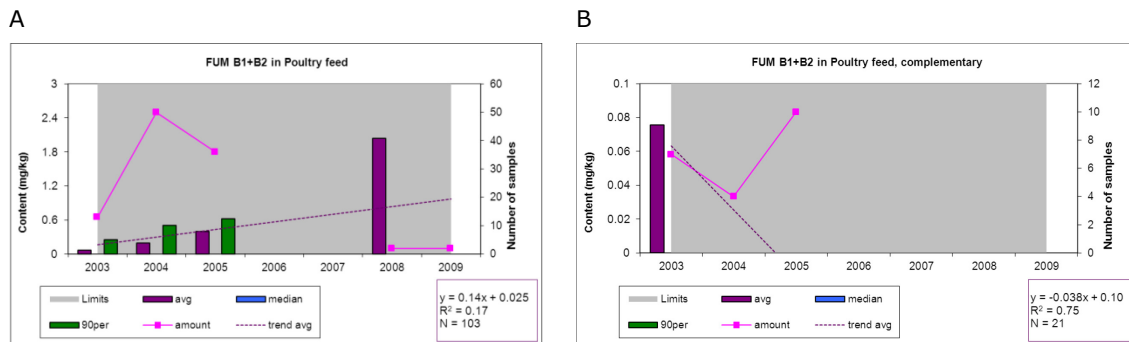 A
FUM B1+B2 in Poultry feed
Content (mg/kg)
3
2.4
1.8
1.2
0.6
0
60
50
40
30
20
10
0
Number of samples
2003 2004 2005 2006 2007 2008 2009
Limits avg median
90per amount trend avg
y = 0.14x + 0.025
R² = 0.17
N = 103
B
FUM B1+B2 in Poultry feed, complementary
Content (mg/kg)
0.1
0.08
0.06
0.04
0.02
0
12
10
8
6
4
2
0
Number of samples
2003 2004 2005 2006 2007 2008 2009
Limits avg median
90per amount trend avg
y = -0.038x + 0.10
R² = 0.75
N = 21